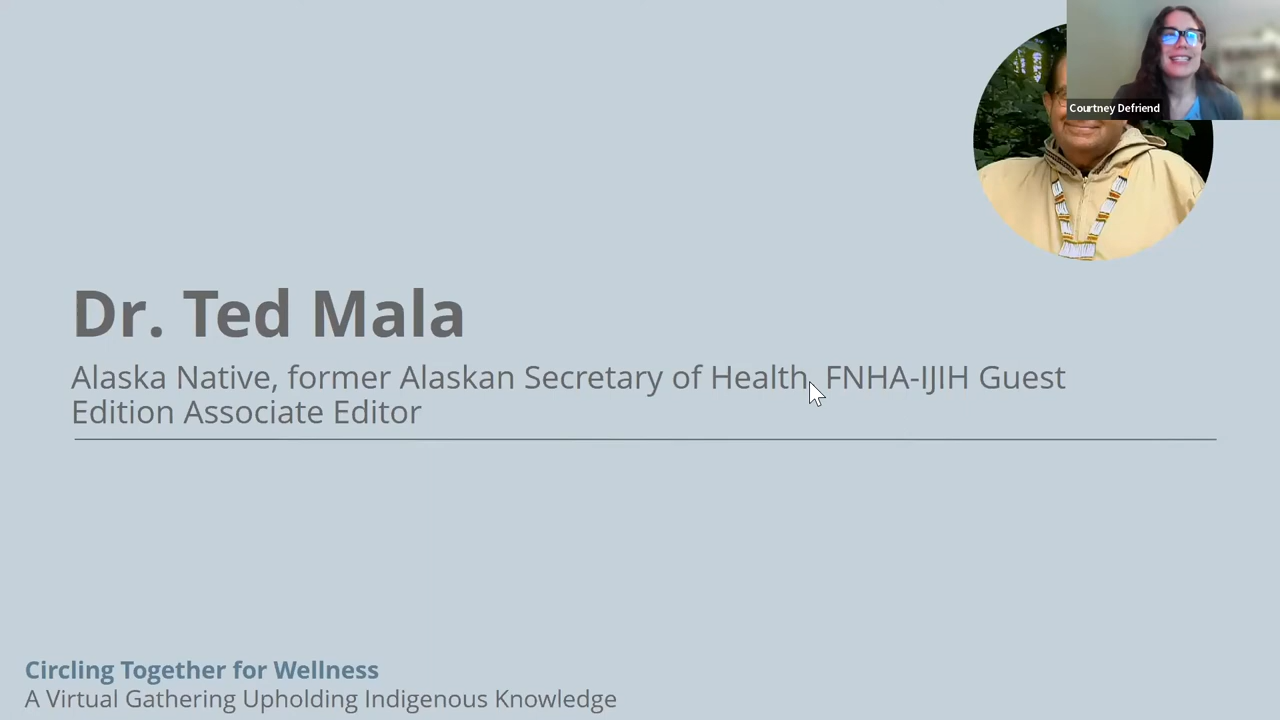 Courtney Defriend
Dr. Ted Mala
Alaska Native, former Alaskan Secretary of Health, FNHA-IJIH Guest
Edition Associate Editor
Circling Together for Wellness
A Virtual Gathering Upholding Indigenous Knowledge